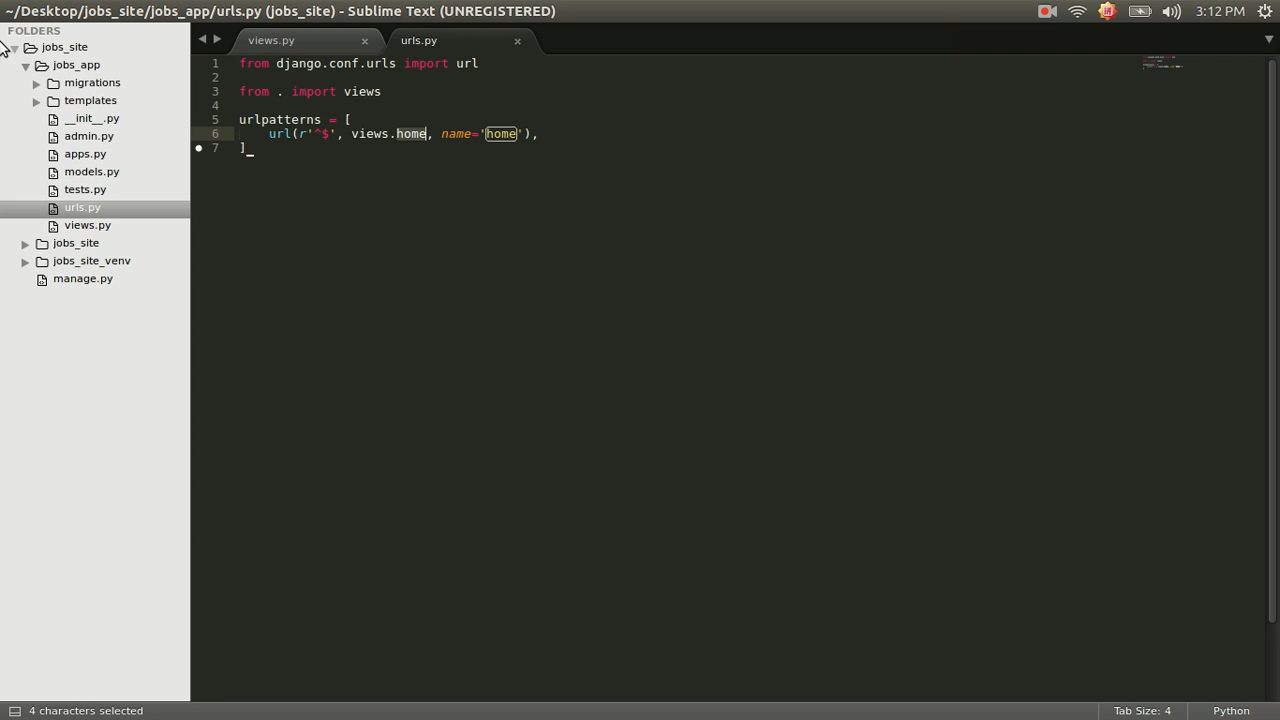 ~/Desktop/jobs_site/jobs_app/urls.py (jobs_site) - Sublime Text (UNREGISTERED)
3:12 PM
FOLDERS
jobs_site
jobs_app
migrations
templates
__init__.py
admin.py
apps.py
models.py
tests.py
urls.py
views.py
jobs_site
jobs_site_venv
manage.py
views.py × urls.py ×
1 from django.conf.urls import url
2
3 from . import views
4
5 urlpatterns = [
6 url(r'^$', views.home, name='home'),
7 ]
4 characters selected
Tab Size: 4
Python